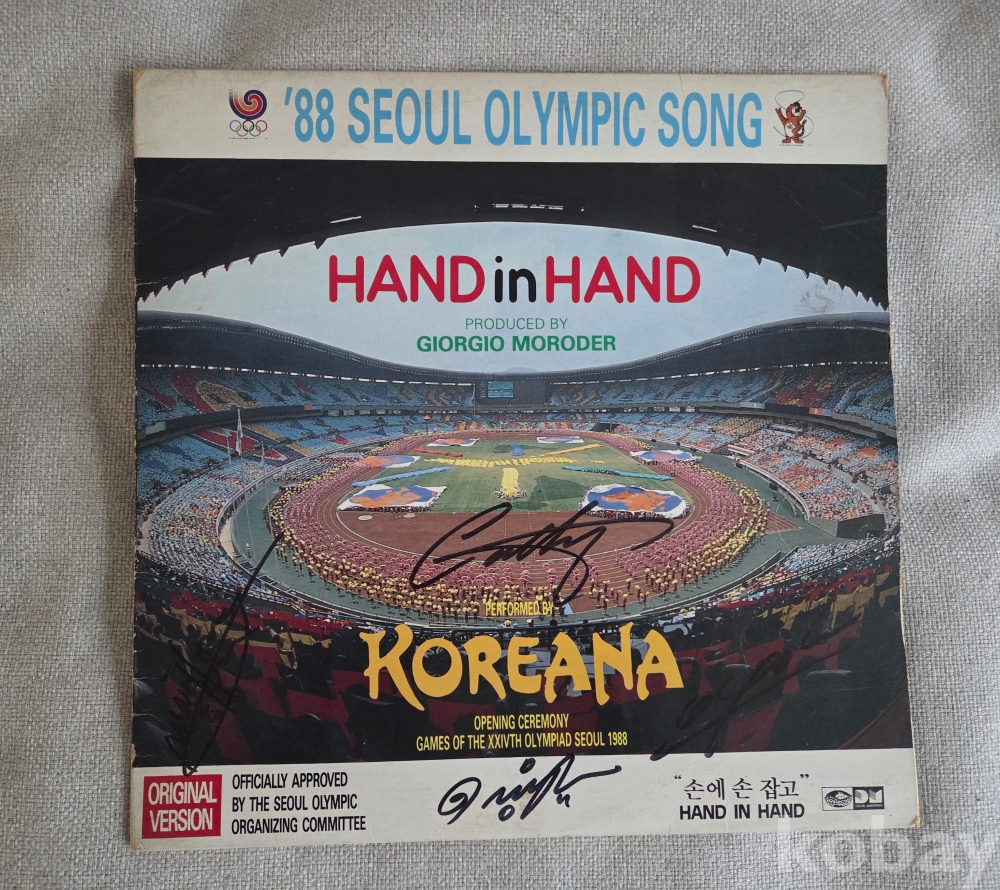 '88 SEOUL OLYMPIC SONG
HAND in HAND
PRODUCED BY
GIORGIO MORODER
Cathy
PERFORMED BY
KOREANA
OPENING CEREMONY
GAMES OF THE XXIVTH OLYMPIAD SEOUL 1988
ORIGINAL
VERSION
OFFICIALLY APPROVED
BY THE SEOUL OLYMPIC
ORGANIZING COMMITTEE
“손에 손 잡고”
HAND IN HAND
DM
kobay